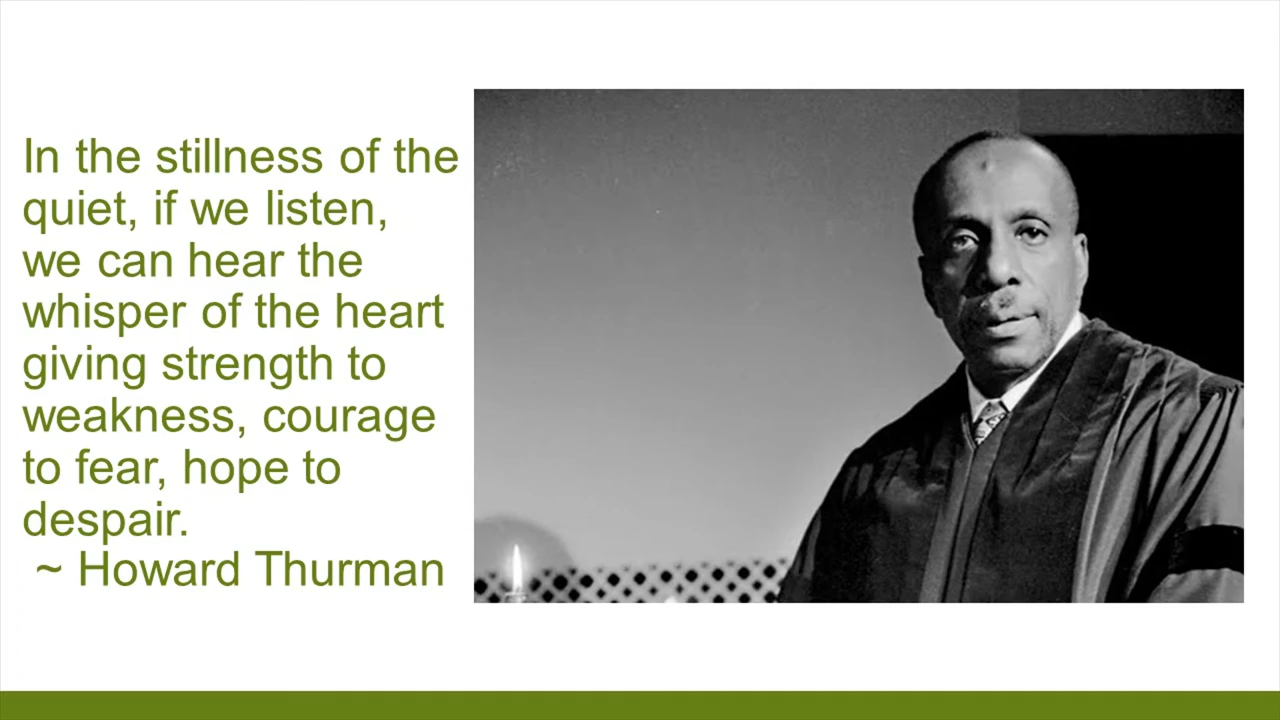 In the stillness of the
quiet, if we listen,
we can hear the
whisper of the heart
giving strength to
weakness, courage
to fear, hope to
despair.
~ Howard Thurman